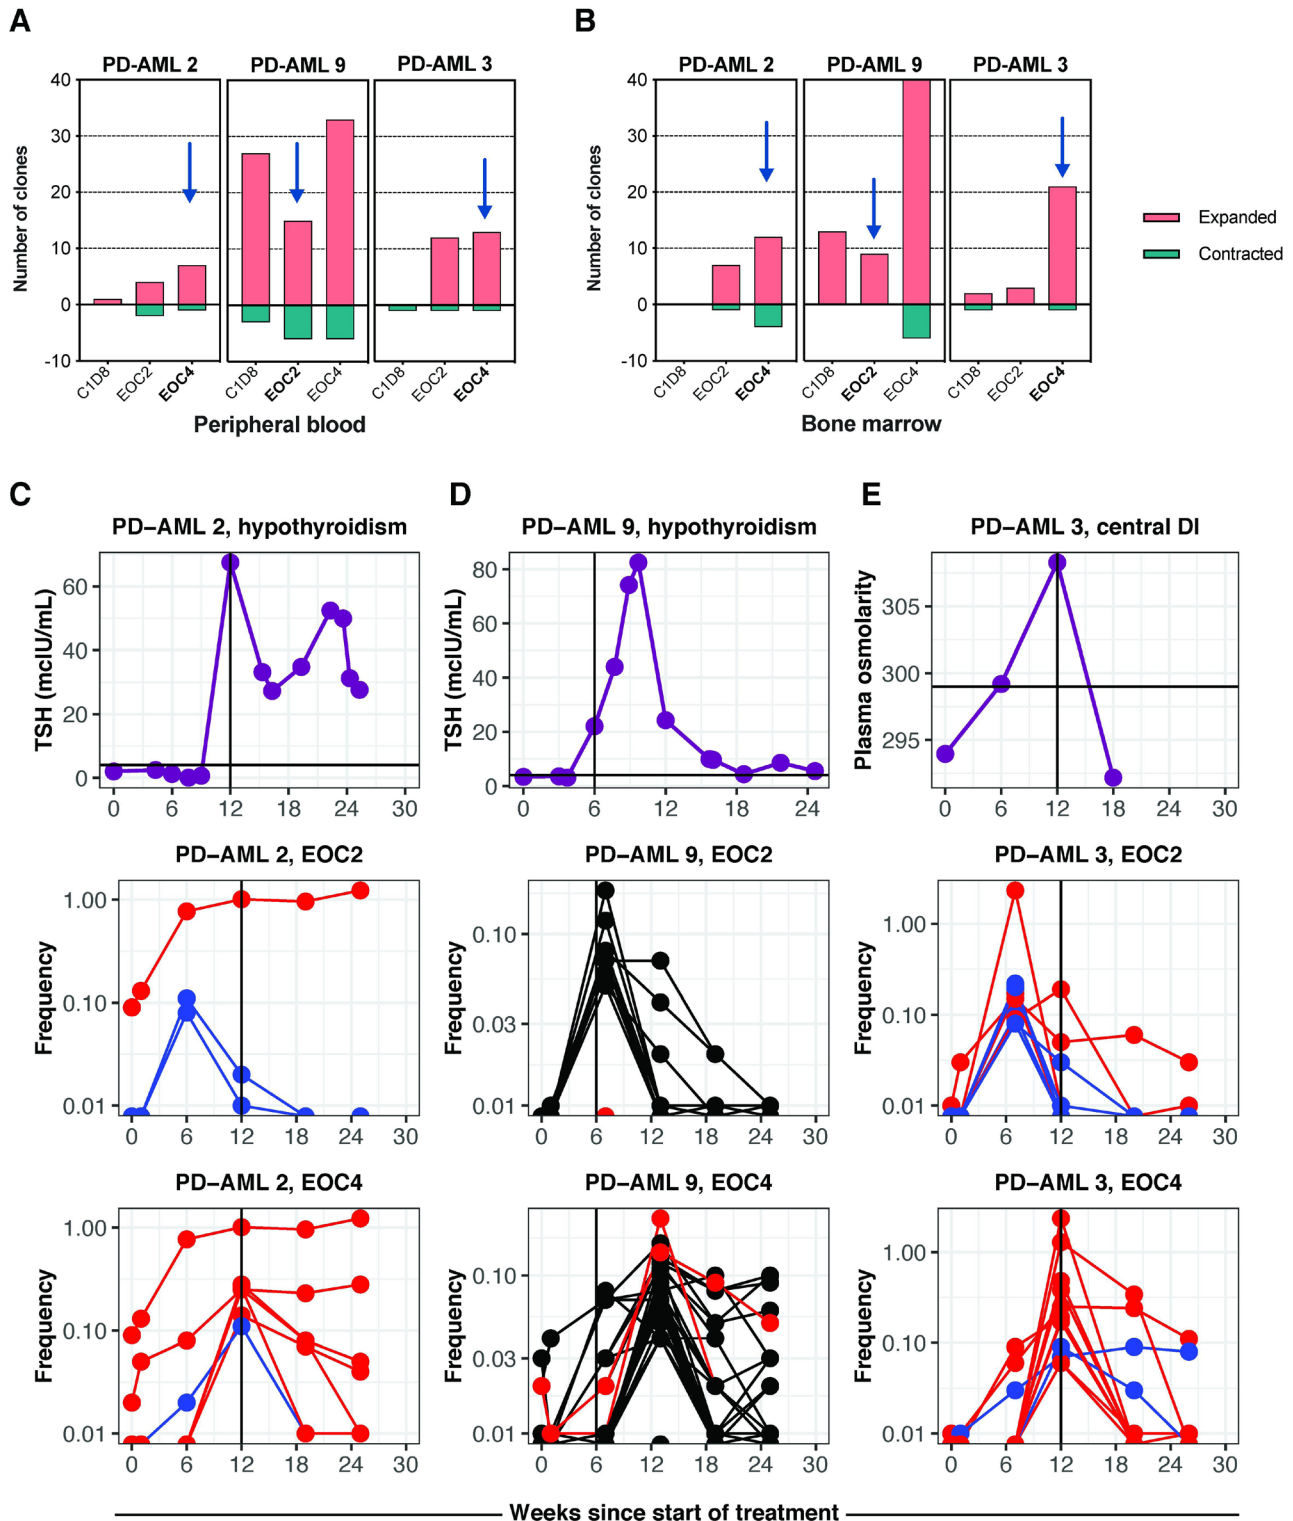 A
B
PD-AML 2
PD-AML 9
PD-AML 3
PD-AML 2
PD-AML 9
PD-AML 3
Number of clones
40
30
20
10
0
-10
C1D8
EOC2
EOC4
C1D8
EOC2
EOC4
C1D8
EOC2
EOC4
Peripheral blood
Number of clones
40
30
20
10
0
-10
C1D8
EOC2
EOC4
C1D8
EOC2
EOC4
C1D8
EOC2
EOC4
Bone marrow
Expanded
Contracted
C
D
E
PD–AML 2, hypothyroidism
TSH (mcIU/mL)
60
40
20
0
0 6 12 18 24 30
PD–AML 9, hypothyroidism
TSH (mcIU/mL)
80
60
40
20
0
0 6 12 18 24 30
PD–AML 3, central DI
Plasma osmolarity
305
300
295
0 6 12 18 24 30
PD–AML 2, EOC2
Frequency
1.00
0.10
0.01
0 6 12 18 24 30
PD–AML 9, EOC2
Frequency
0.10
0.03
0.01
0 6 12 18 24 30
PD–AML 3, EOC2
Frequency
1.00
0.10
0.01
0 6 12 18 24 30
PD–AML 2, EOC4
Frequency
1.00
0.10
0.01
0 6 12 18 24 30
PD–AML 9, EOC4
Frequency
0.10
0.03
0.01
0 6 12 18 24 30
PD–AML 3, EOC4
Frequency
1.00
0.10
0.01
0 6 12 18 24 30
Weeks since start of treatment